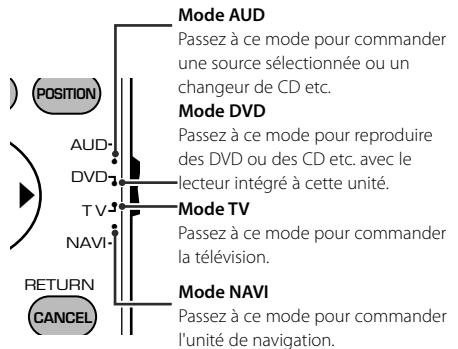 Mode AUD
Passez à ce mode pour commander
une source sélectionnée ou un
changeur de CD etc.
Mode DVD
Passez à ce mode pour reproduire
des DVD ou des CD etc. avec le
lecteur intégré à cette unité.
Mode TV
Passez à ce mode pour commander
la télévision.
Mode NAVI
Passez à ce mode pour commander
l'unité de navigation.
POSITION
AUD
DVD
TV
NAVI
RETURN
CANCEL